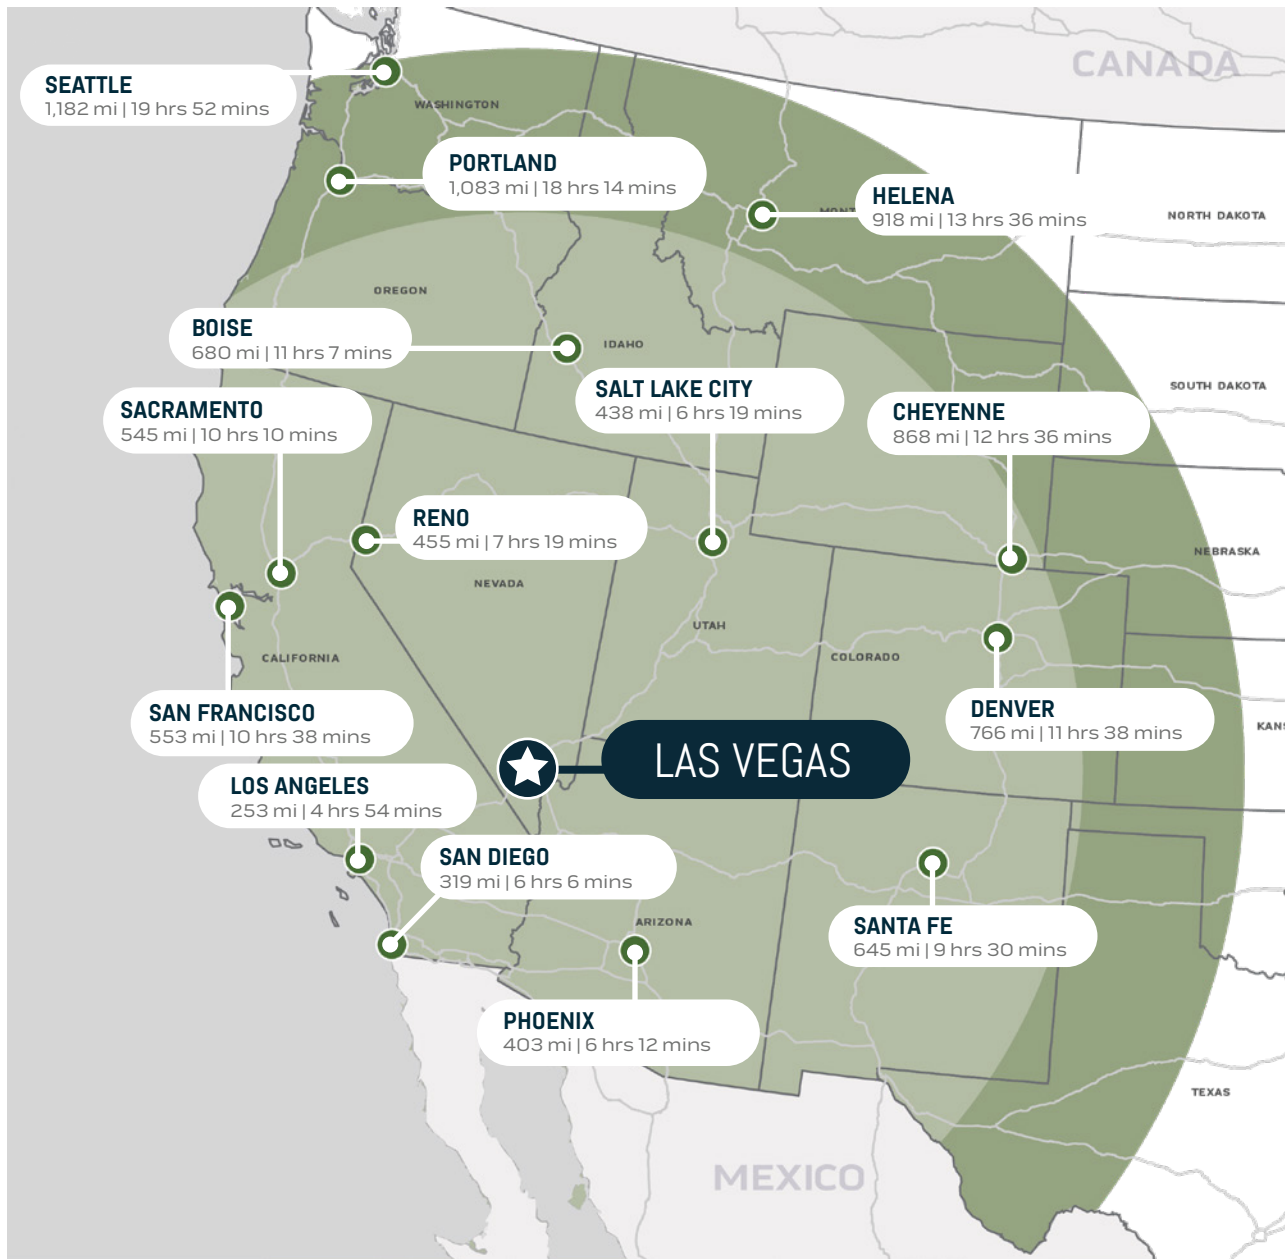 CANADA
SEATTLE
1,182 mi | 19 hrs 52 mins
WASHINGTON
PORTLAND
1,083 mi | 18 hrs 14 mins
HELENA
918 mi | 13 hrs 36 mins
NORTH DAKOTA
OREGON
BOISE
680 mi | 11 hrs 7 mins
IDAHO
SOUTH DAKOTA
SALT LAKE CITY
438 mi | 6 hrs 19 mins
SACRAMENTO
545 mi | 10 hrs 10 mins
CHEYENNE
868 mi | 12 hrs 36 mins
RENO
455 mi | 7 hrs 19 mins
NEBRASKA
NEVADA
UTAH
CALIFORNIA
COLORADO
SAN FRANCISCO
553 mi | 10 hrs 38 mins
DENVER
766 mi | 11 hrs 38 mins
KAN
LAS VEGAS
LOS ANGELES
253 mi | 4 hrs 54 mins
SAN DIEGO
319 mi | 6 hrs 6 mins
ARIZONA
SANTA FE
645 mi | 9 hrs 30 mins
PHOENIX
403 mi | 6 hrs 12 mins
TEXAS
MEXICO